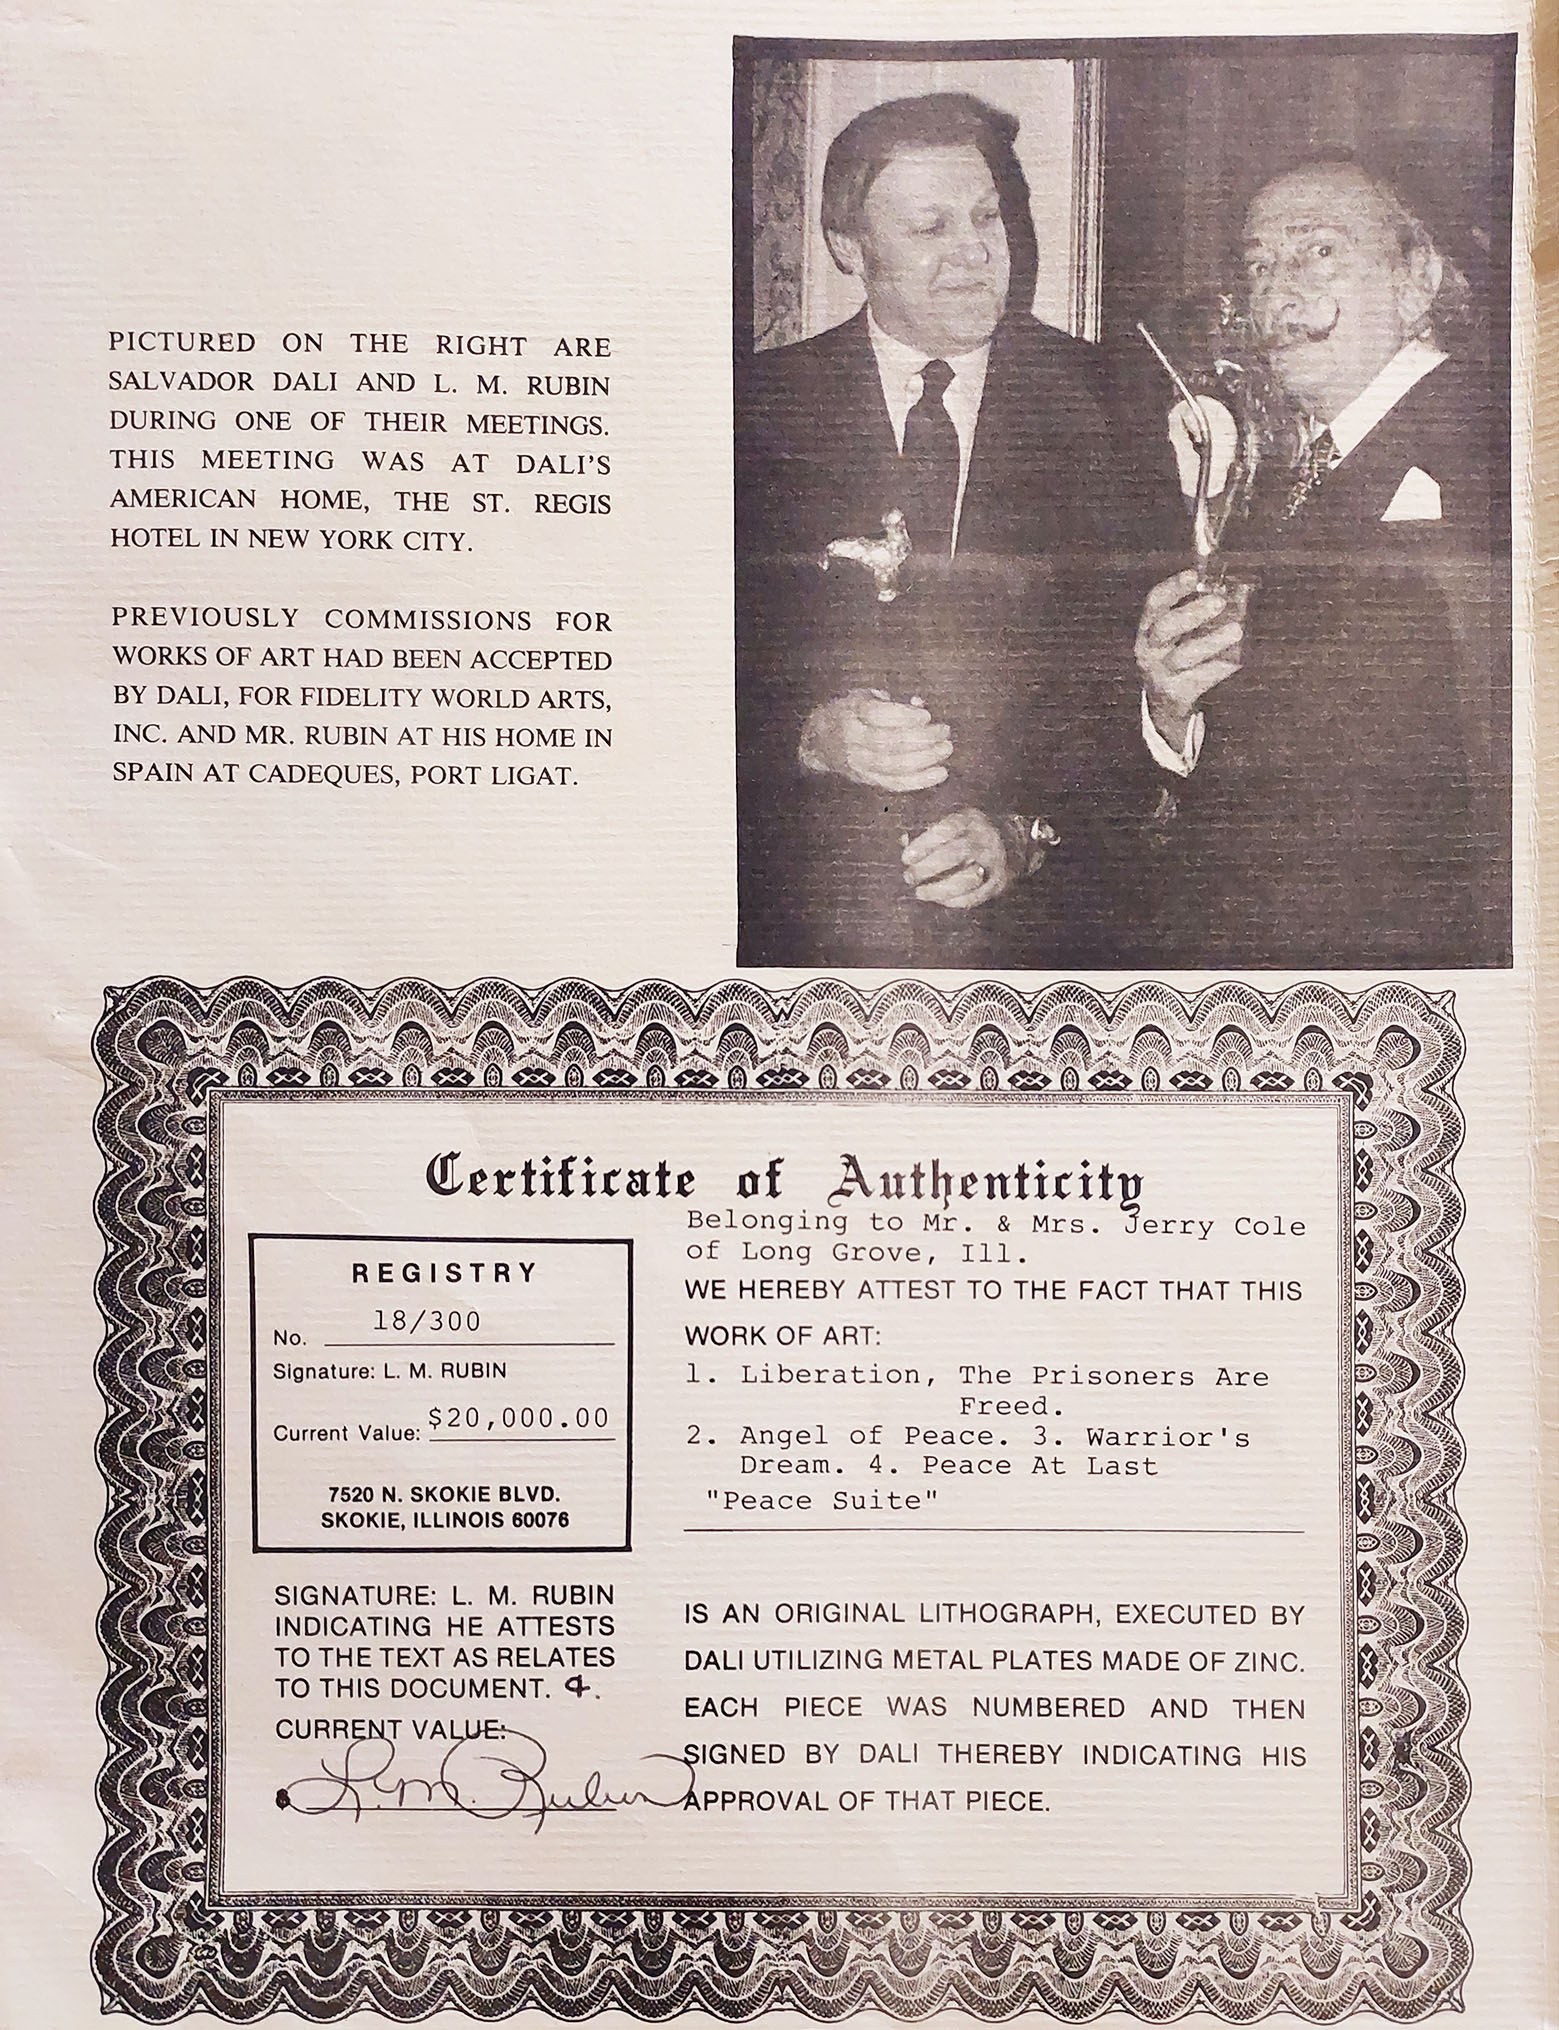 PICTURED ON THE RIGHT ARE
SALVADOR DALI AND L. M. RUBIN
DURING ONE OF THEIR MEETINGS.
THIS MEETING WAS AT DALI'S
AMERICAN HOME, THE ST. REGIS
HOTEL IN NEW YORK CITY.
PREVIOUSLY COMMISSIONS FOR
WORKS OF ART HAD BEEN ACCEPTED
BY DALI, FOR FIDELITY WORLD ARTS,
INC. AND MR. RUBIN AT HIS HOME IN
SPAIN AT CADEQUES, PORT LIGAT.
Certificate of Authenticity
Belonging to Mr. & Mrs. Jerry Cole
of Long Grove, Ill.
REGISTRY
No. 18/300
Signature: L. M. RUBIN
Current Value: $20,000.00
7520 N. SKOKIE BLVD.
SKOKIE, ILLINOIS 60076
WE HEREBY ATTEST TO THE FACT THAT THIS
WORK OF ART:
1. Liberation, The Prisoners Are
Freed.
2. Angel of Peace. 3. Warrior's
Dream. 4. Peace At Last
"Peace Suite"
SIGNATURE: L. M. RUBIN
INDICATING HE ATTESTS
TO THE TEXT AS RELATES
TO THIS DOCUMENT. 4.
CURRENT VALUE:
L. M. Rubin
IS AN ORIGINAL LITHOGRAPH, EXECUTED BY
DALI UTILIZING METAL PLATES MADE OF ZINC.
EACH PIECE WAS NUMBERED AND THEN
SIGNED BY DALI THEREBY INDICATING HIS
APPROVAL OF THAT PIECE.